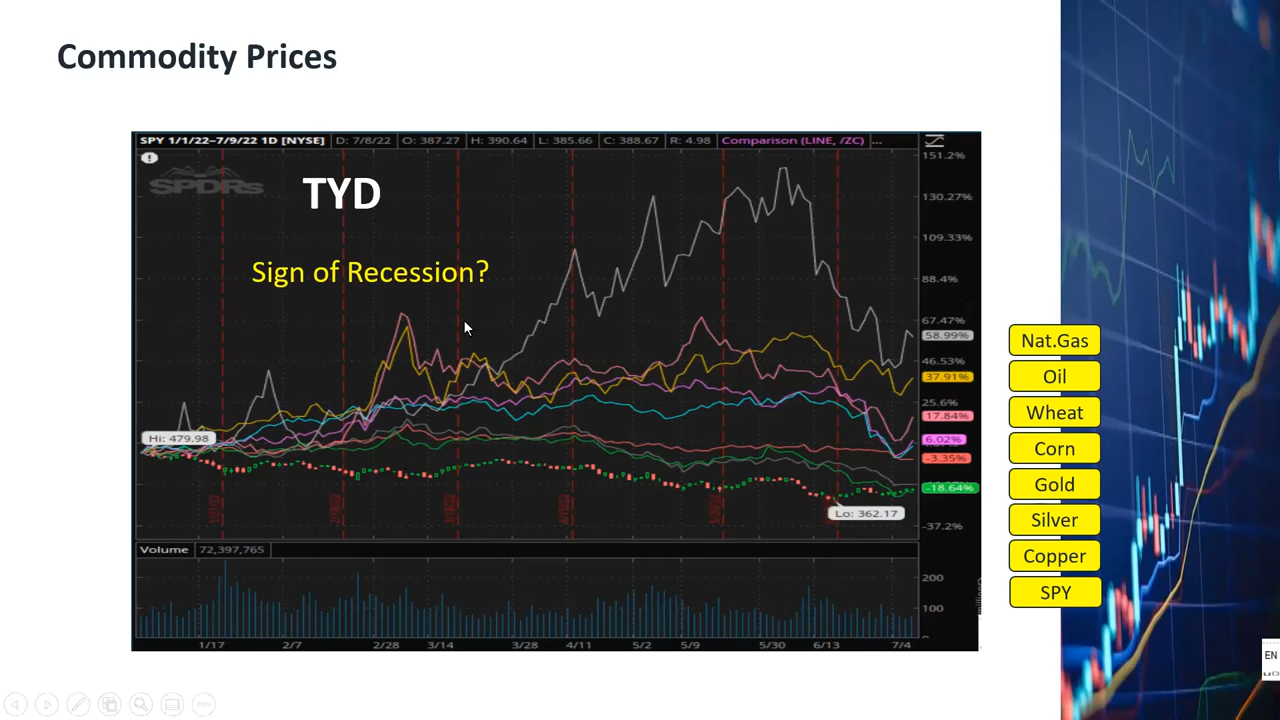 Commodity Prices
SPY 1/1/22–7/9/22 1D [NYSE] D: 7/8/22 O: 387.27 H: 390.64 L: 385.66 C: 388.67 R: 4.98 Comparison (LINE, /ZC) ...
SPDRs
TYD
Sign of Recession?
151.2%
130.27%
109.33%
88.4%
67.47%
58.99%
46.53%
37.91%
25.6%
17.84%
6.02%
-3.35%
-18.64%
-37.2%
Hi: 479.98
Lo: 362.17
Volume 72,397,765
200
100
1/17 2/7 2/28 3/14 3/28 4/11 5/2 5/9 5/30 6/13 7/4
Nat.Gas
Oil
Wheat
Corn
Gold
Silver
Copper
SPY
EN